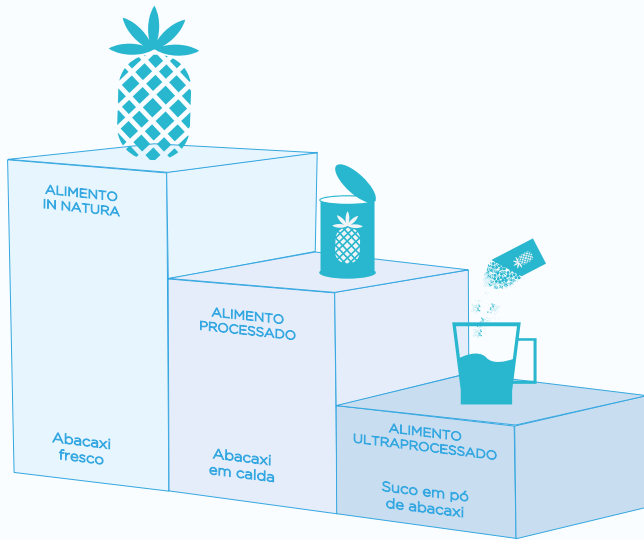 ALIMENTO
IN NATURA
Abacaxi
fresco
ALIMENTO
PROCESSADO
Abacaxi
em calda
ALIMENTO
ULTRAPROCESSADO
Suco em pó
de abacaxi